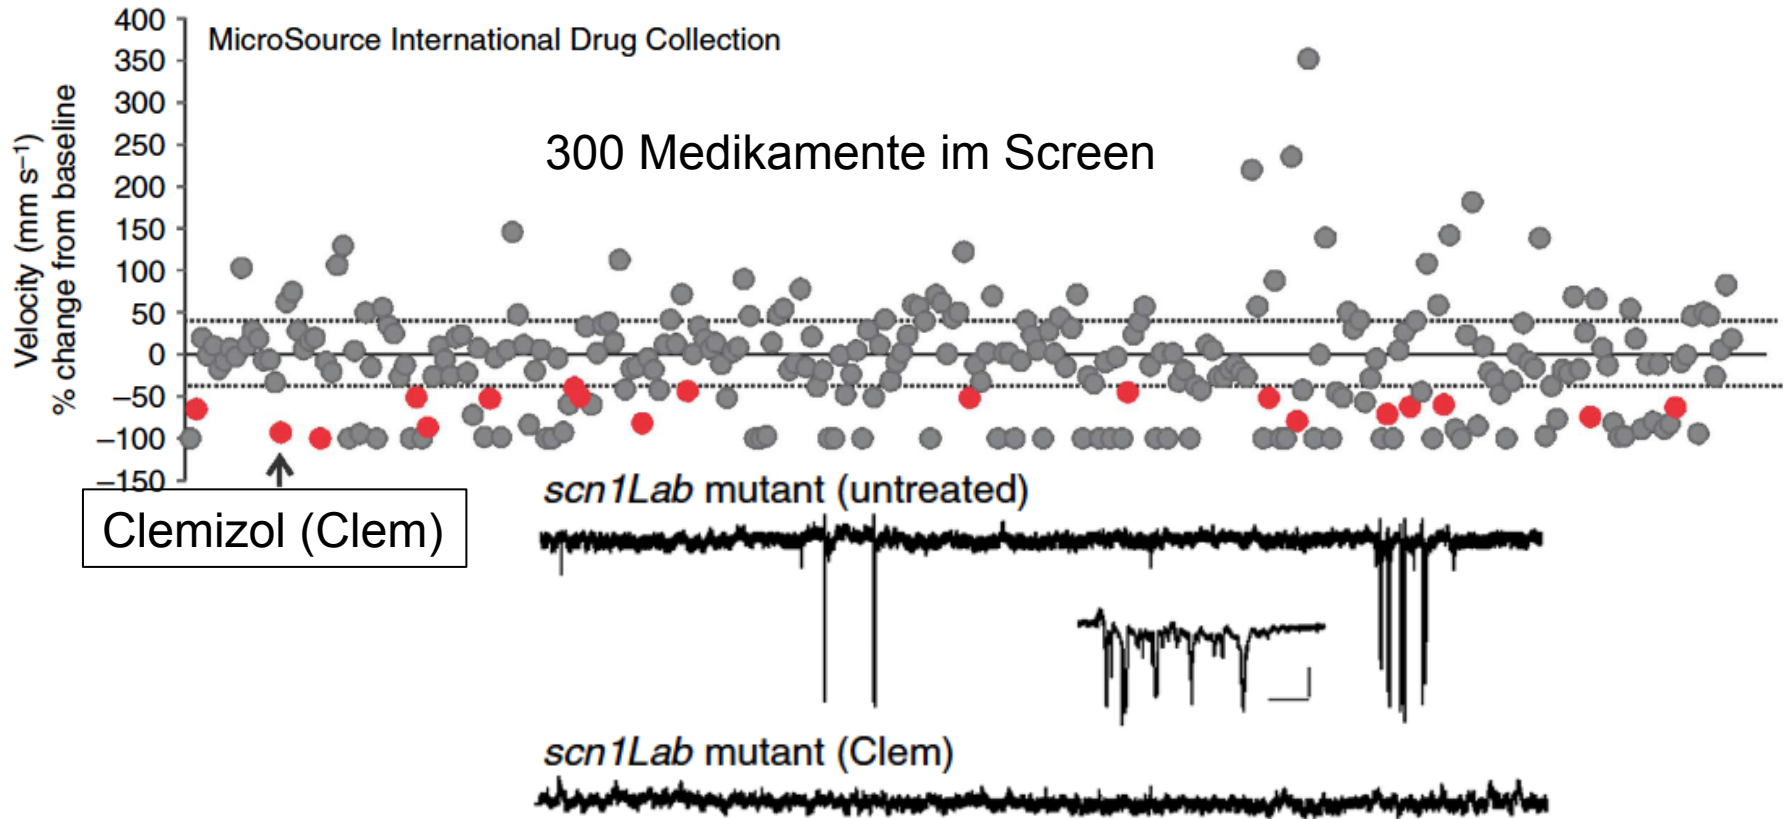 400
350
300
250
200
150
100
50
0
−50
−100
−150
Velocity (mm s⁻¹)
% change from baseline
MicroSource International Drug Collection
300 Medikamente im Screen
Clemizol (Clem)
scn1Lab mutant (untreated)
scn1Lab mutant (Clem)